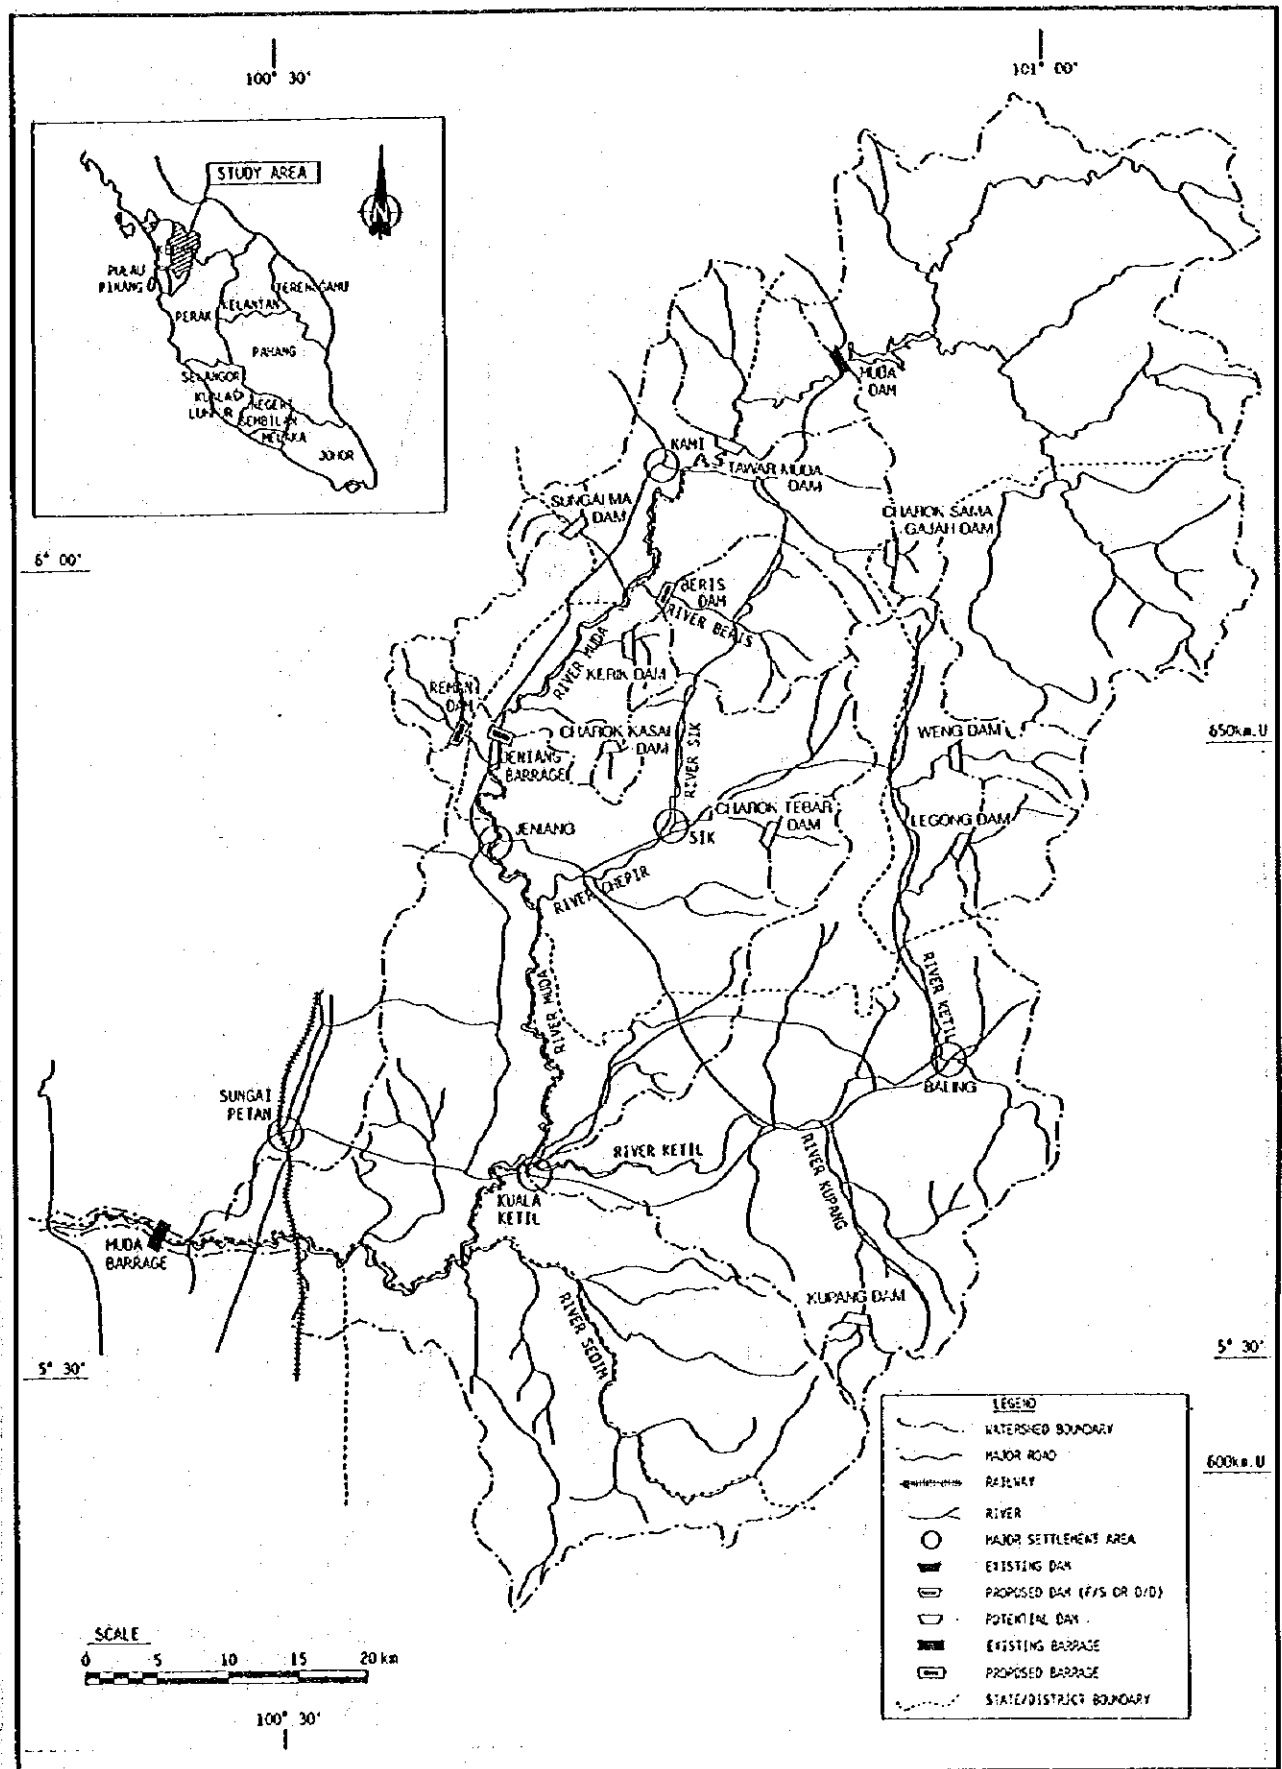 100° 30'
101° 00'
STUDY AREA
N
PULAU
PINANG
PERAK
KELANTAN
TERENGGANU
PAHANG
SELANGOR
KUALA
LUMPUR
NEGERI
SEMBILAN
MELAKA
JOHOR
MUDA
DAM
NAMI
TAWAR MUDA
DAM
SUNGAI MA
DAM
CHAROK SAMA
GAJAH DAM
6° 00'
BERIS
DAM
RIVER BERIS
RIVER MUDA
KERIK DAM
REMAN
DAM
CHAROK KASAI
DAM
JENIANG
BARRAGE
RIVER SIK
WENG DAM
650km.U
CHAROK TEBAR
DAM
LEGONG DAM
JENIANG
SIK
RIVER CHEPIR
RIVER MUDA
RIVER KETIL
BALING
SUNGAI
PETANI
RIVER KETIL
RIVER KUPANG
KUALA
KETIL
MUDA
BARRAGE
KUPANG DAM
RIVER SEDIM
5° 30'
5° 30'
LEGEND
WATERSHED BOUNDARY
MAJOR ROAD
RAILWAY
RIVER
MAJOR SETTLEMENT AREA
EXISTING DAM
PROPOSED DAM (F/S OR D/D)
POTENTIAL DAM
EXISTING BARRAGE
PROPOSED BARRAGE
STATE/DISTRICT BOUNDARY
600km.U
SCALE
0 5 10 15 20 km
100° 30'